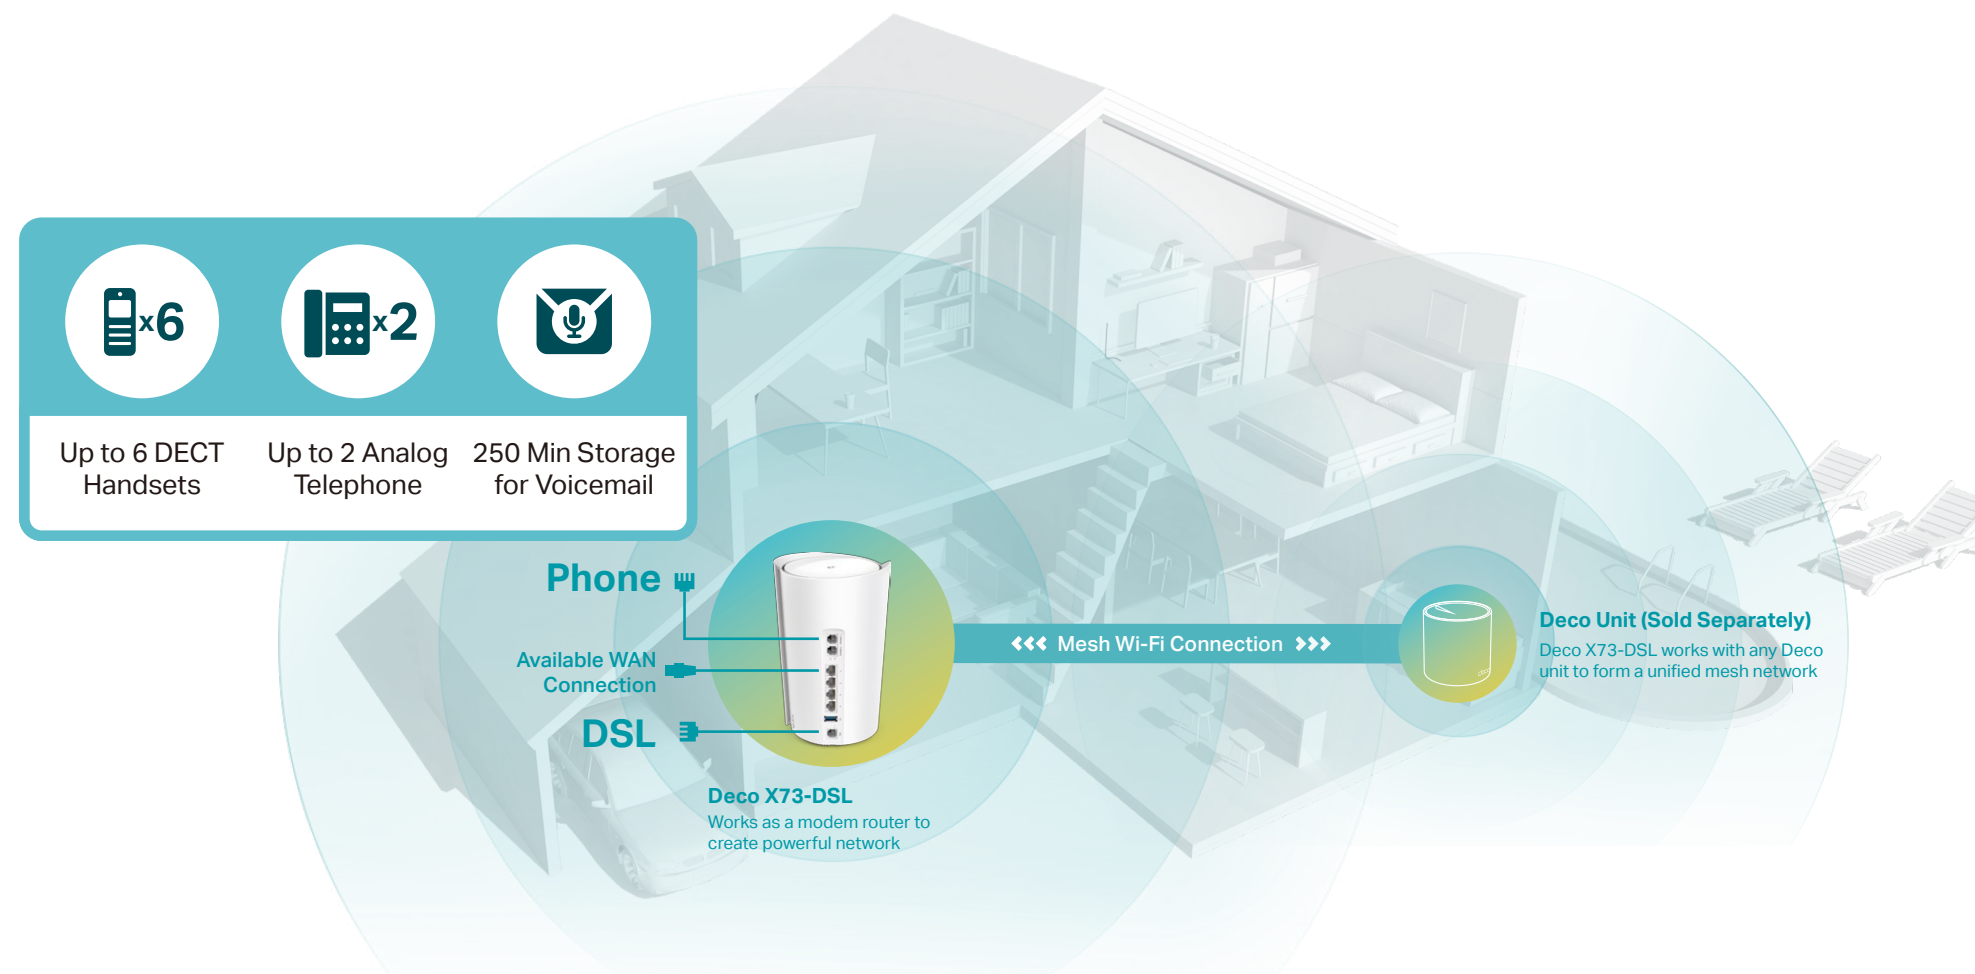 x6
x2
Up to 6 DECT
Handsets
Up to 2 Analog
Telephone
250 Min Storage
for Voicemail
Phone
Available WAN
Connection
DSL
Mesh Wi-Fi Connection
Deco X73-DSL
Works as a modem router to
create powerful network
Deco Unit (Sold Separately)
Deco X73-DSL works with any Deco
unit to form a unified mesh network